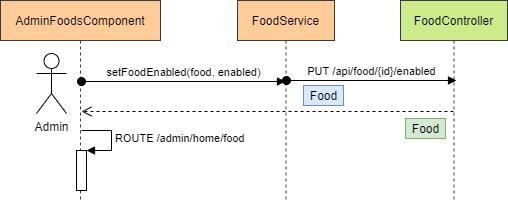 AdminFoodsComponent
FoodService
FoodController
setFoodEnabled(food, enabled)
PUT /api/food/{id}/enabled
Food
Admin
Food
ROUTE /admin/home/food